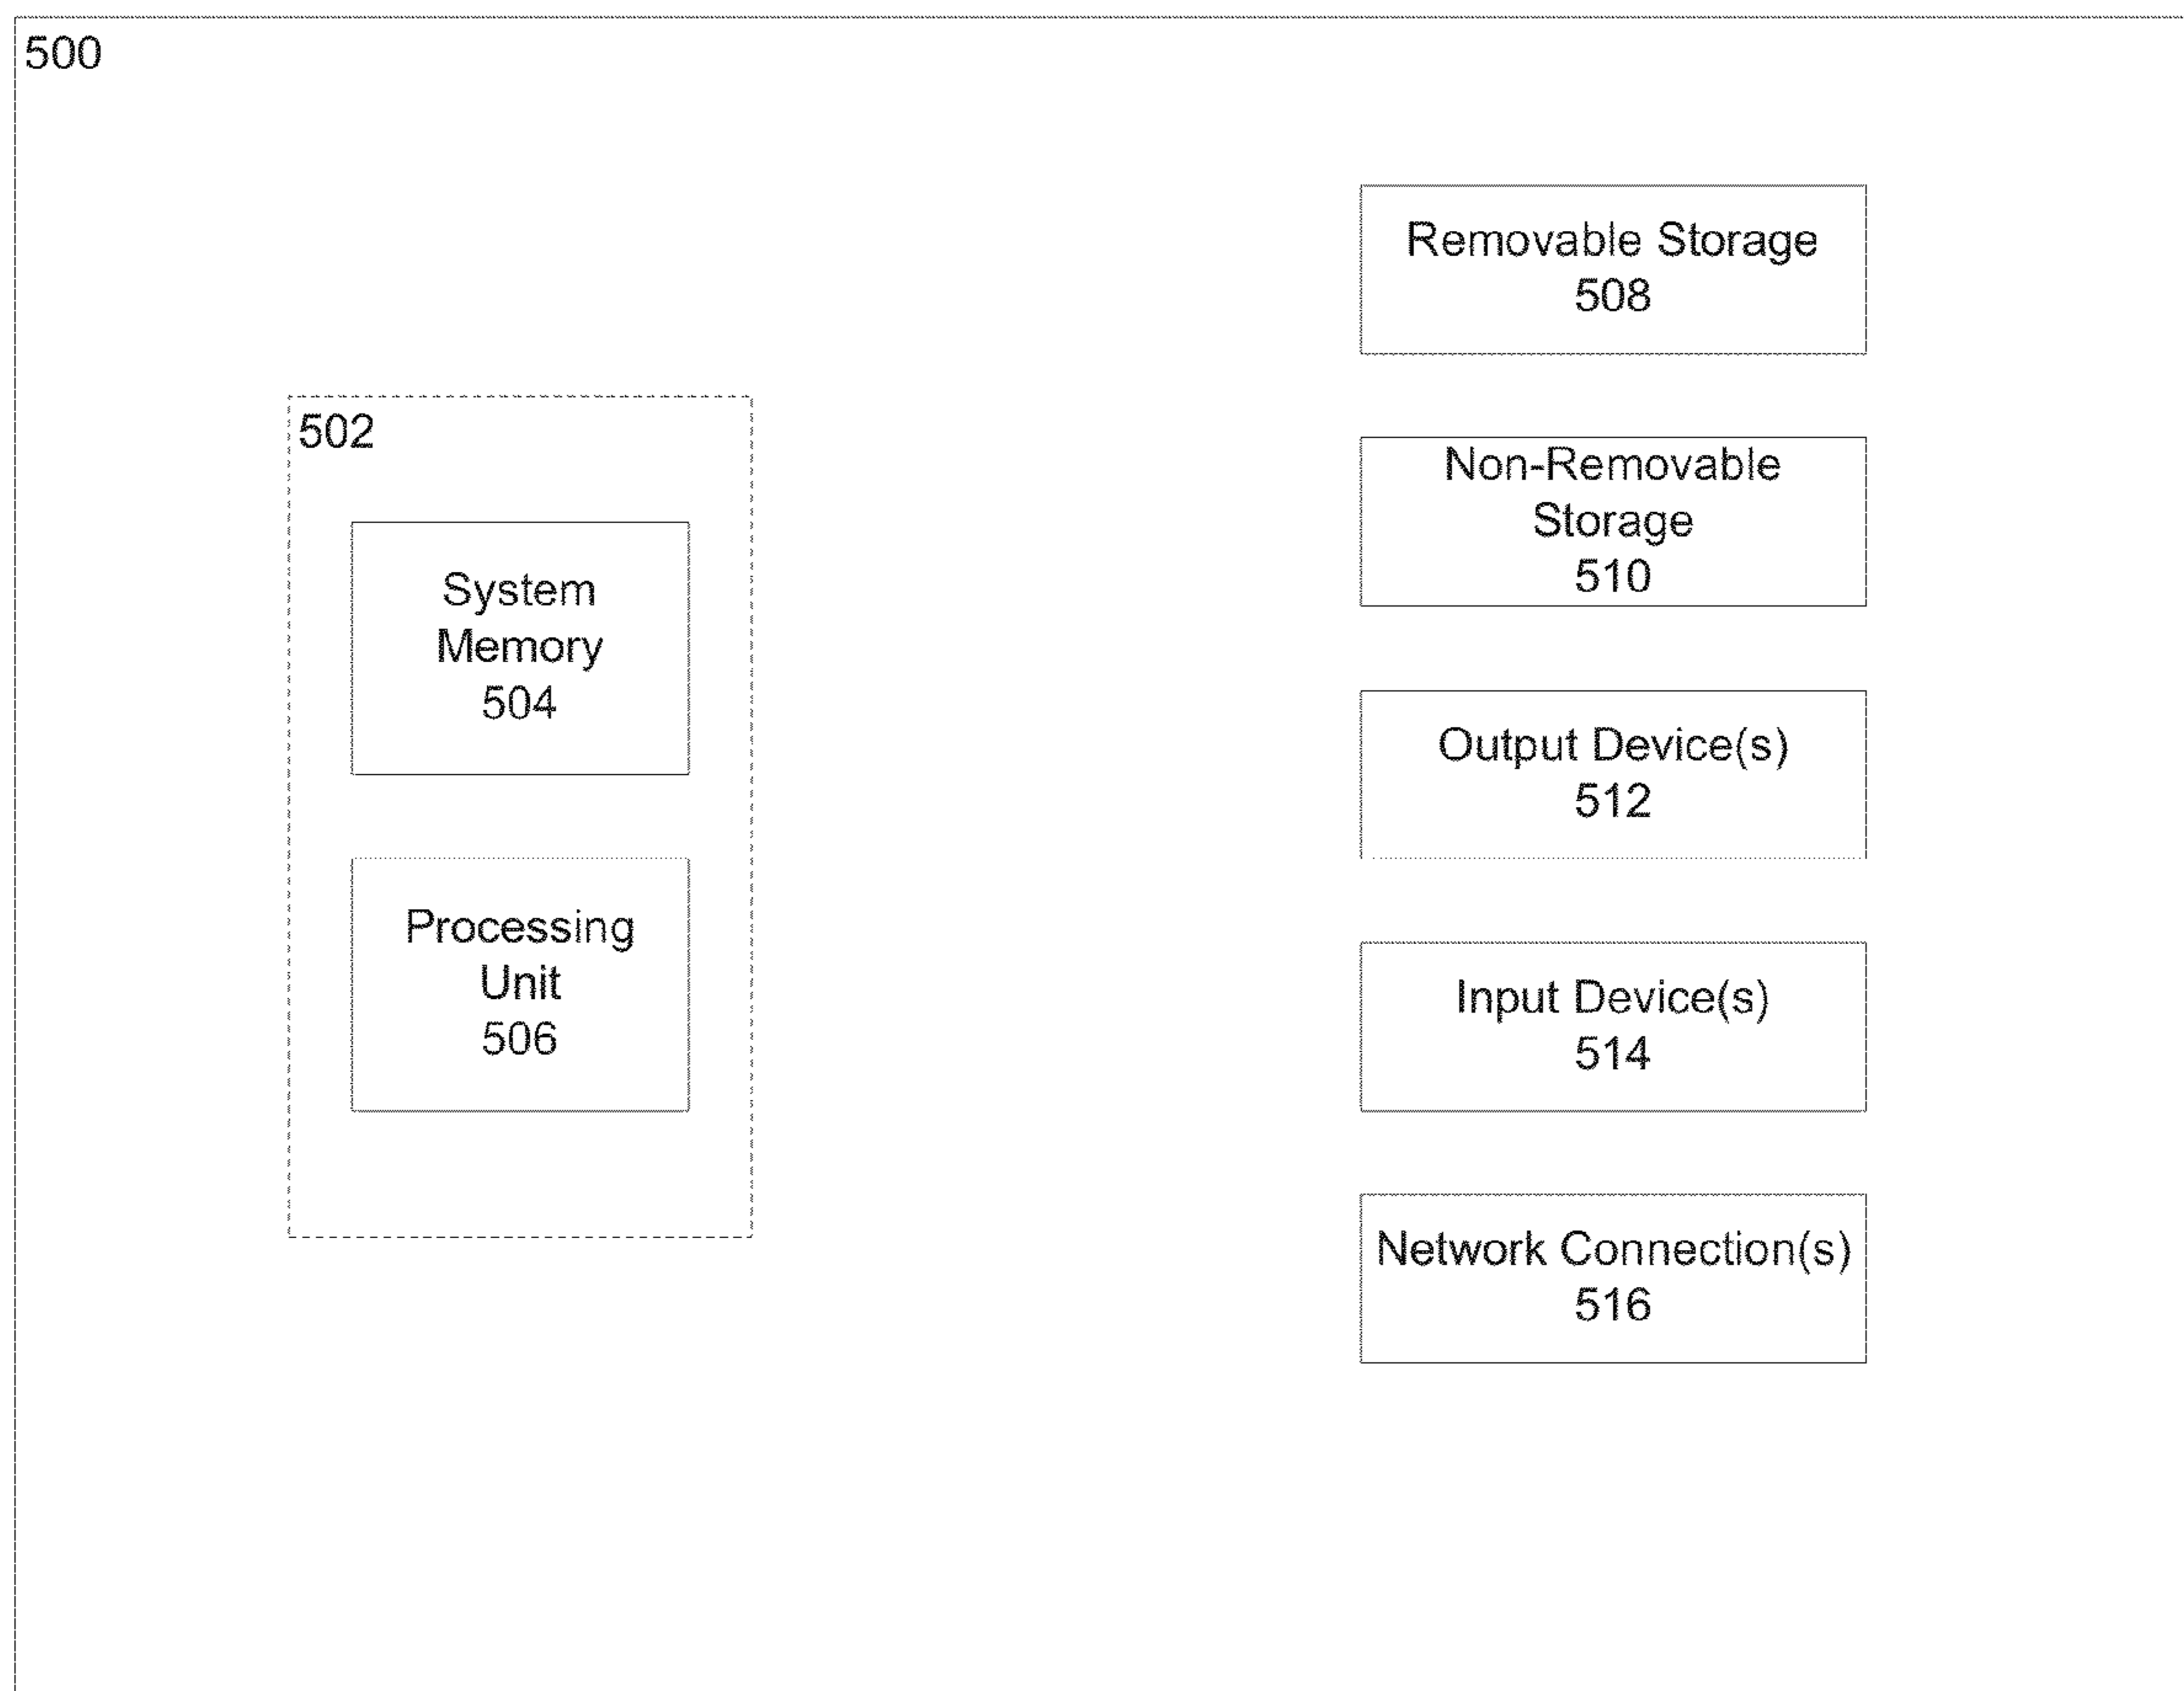 500
502
System
Memory
504
Processing
Unit
506
Removable Storage
508
Non-Removable
Storage
510
Output Device(s)
512
Input Device(s)
514
Network Connection(s)
516